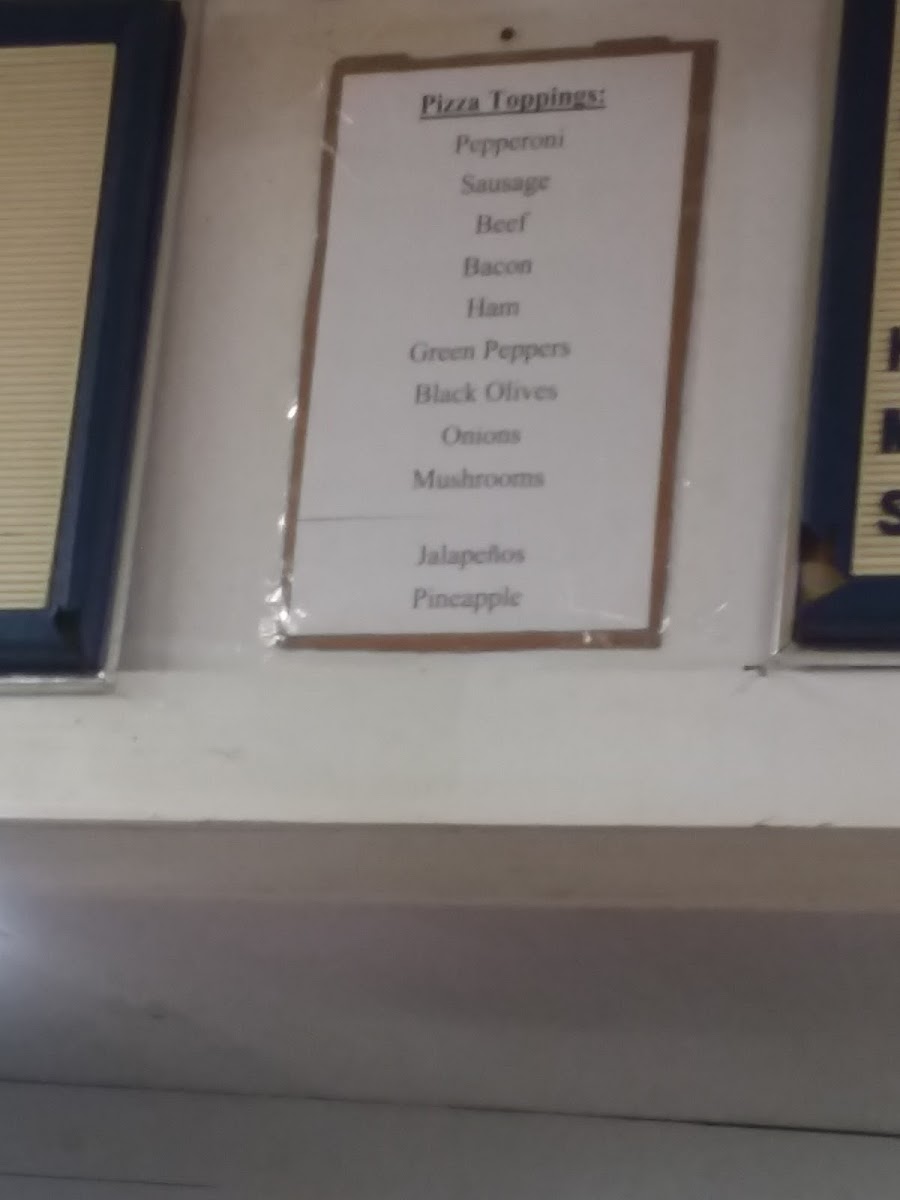 Pizza Toppings:
Pepperoni
Sausage
Beef
Bacon
Ham
Green Peppers
Black Olives
Onions
Mushrooms
Jalapeños
Pineapple